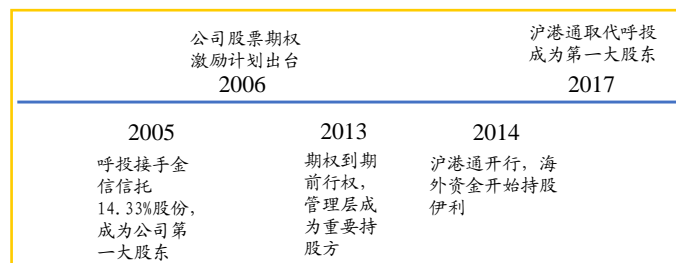 公司股票期权
激励计划出台
2006
沪港通取代呼投
成为第一大股东
2017
2005
呼投接手金
信信托
14.33%股份，
成为公司第
一大股东
2013
期权到期
前行权，
管理层成
为重要持
股方
2014
沪港通开行，海
外资金开始持股
伊利